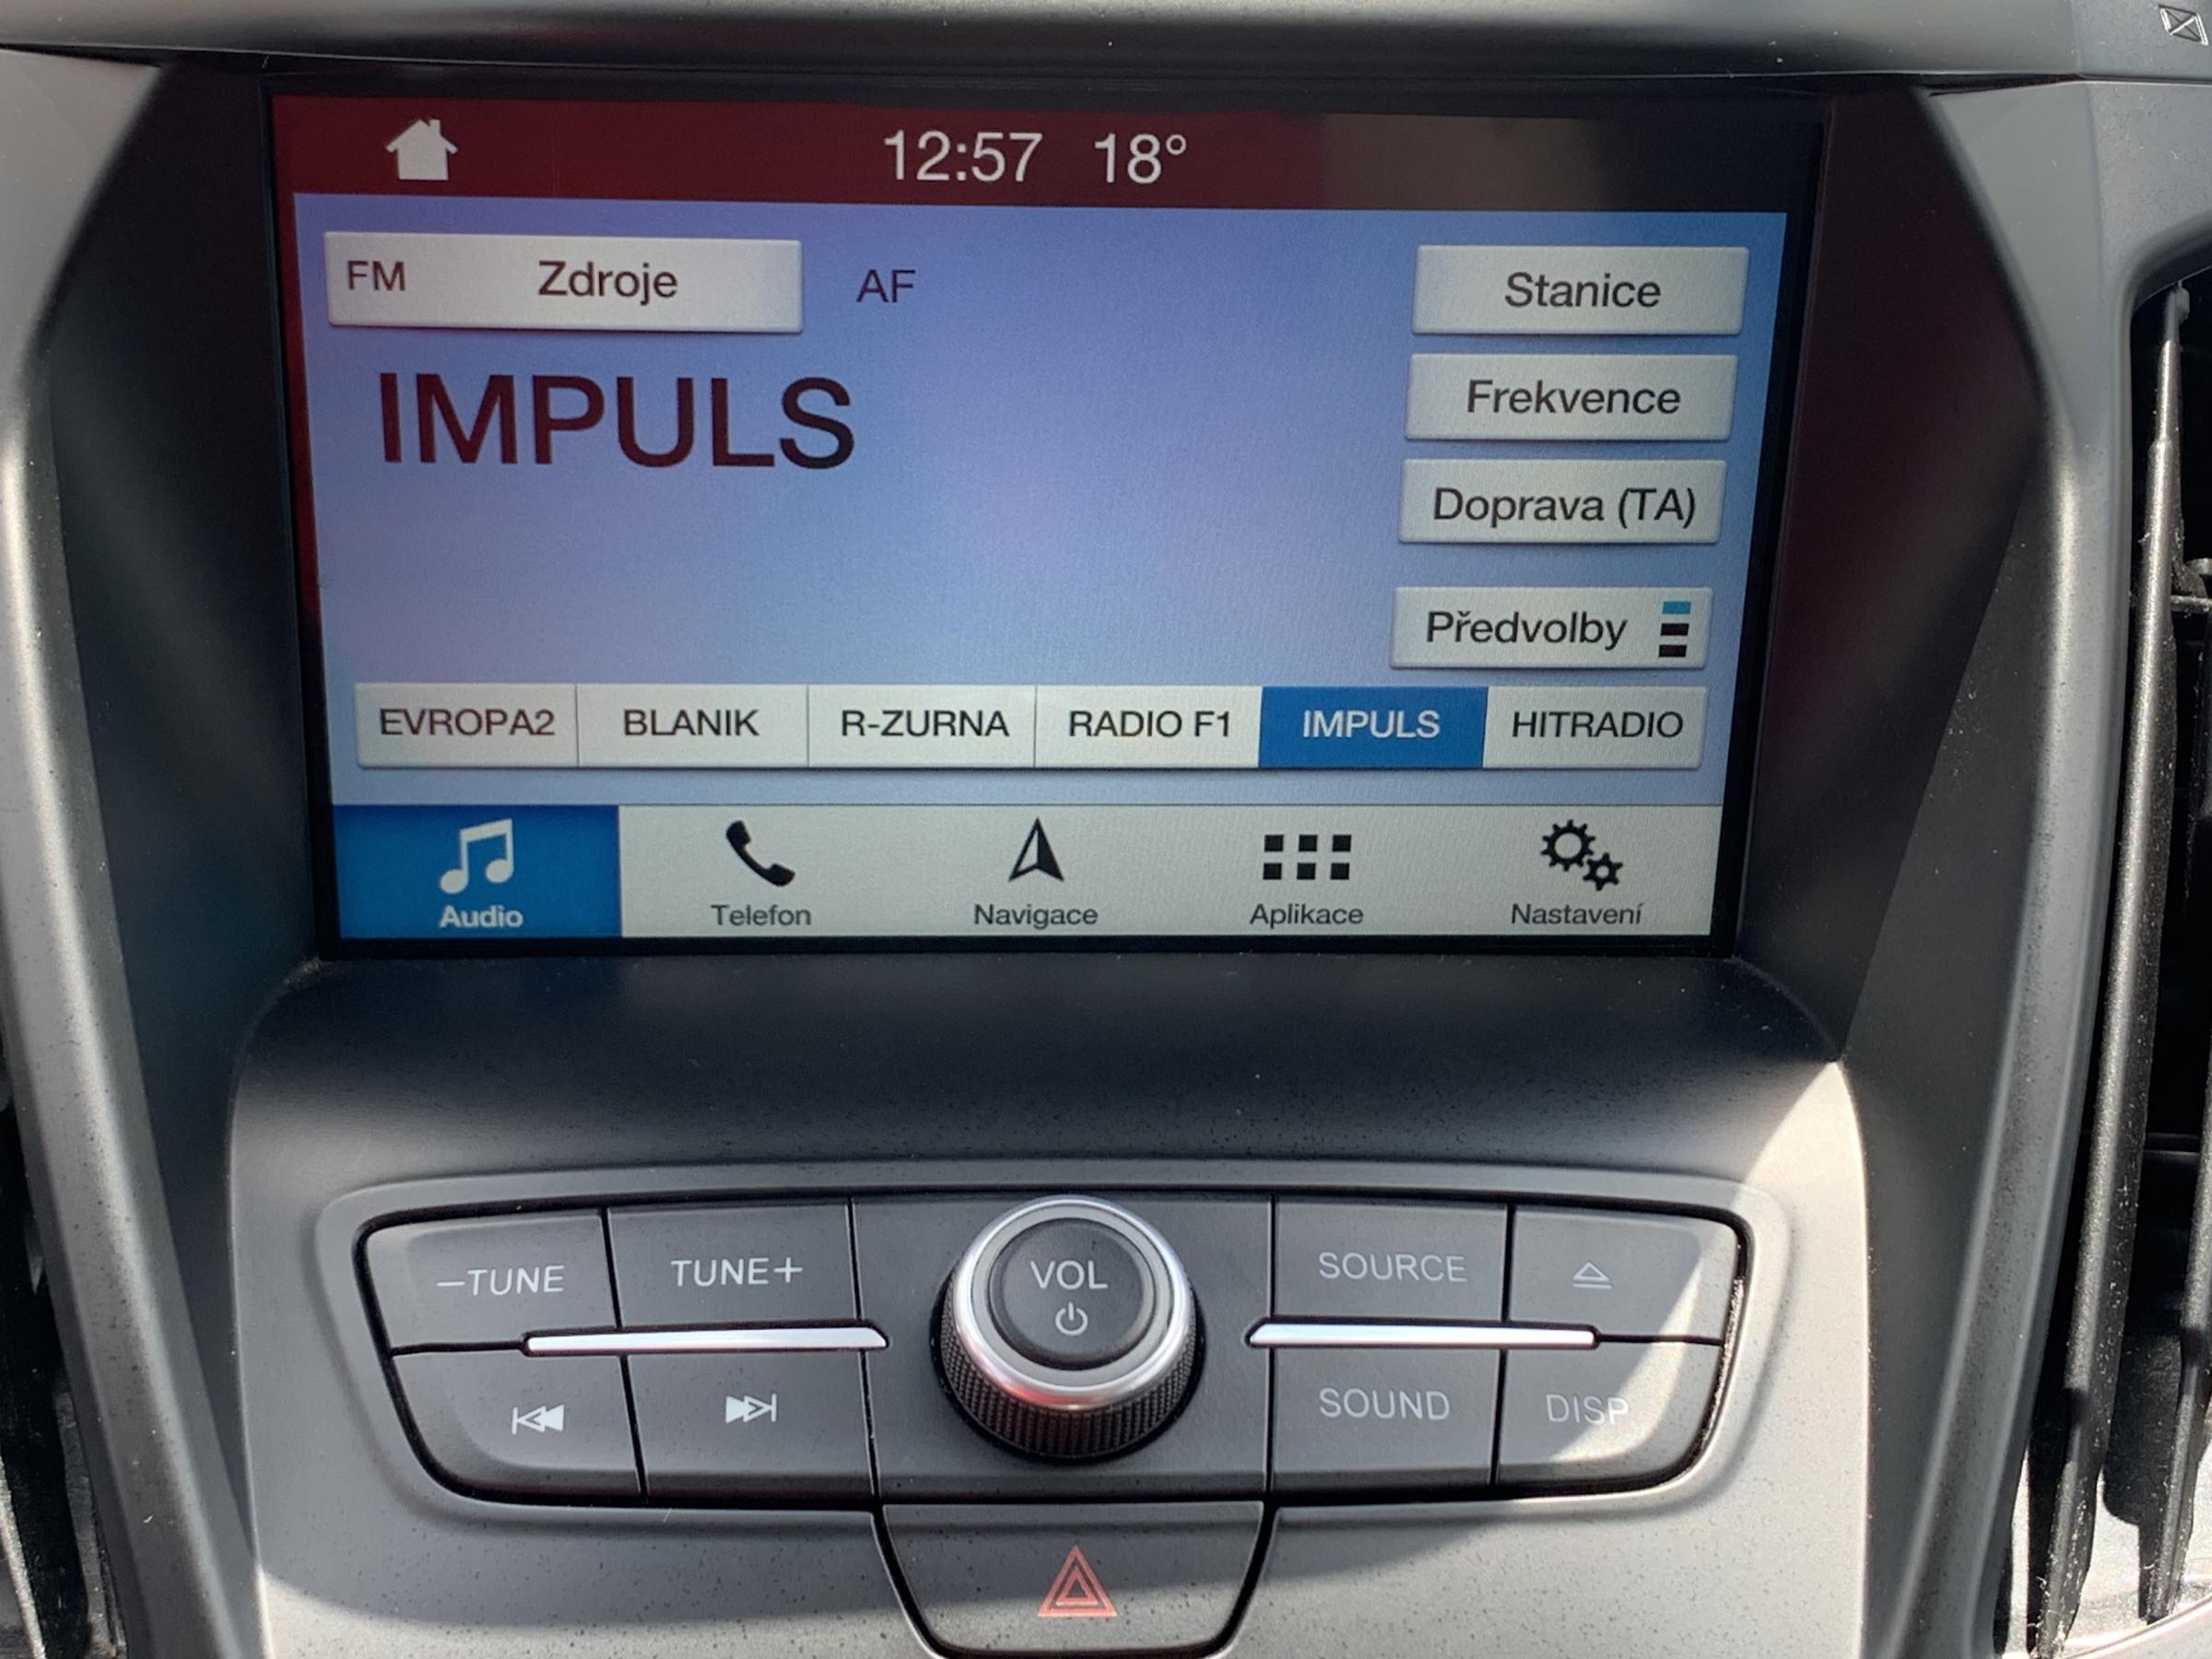 12:57 18°
FM Zdroje AF Stanice
IMPULS
Frekvence
Doprava (TA)
Předvolby
EVROPA2 BLANIK R-ZURNA RADIO F1 IMPULS HITRADIO
Audio Telefon Navigace Aplikace Nastavení
–TUNE TUNE+ VOL SOURCE
SOUND DISP